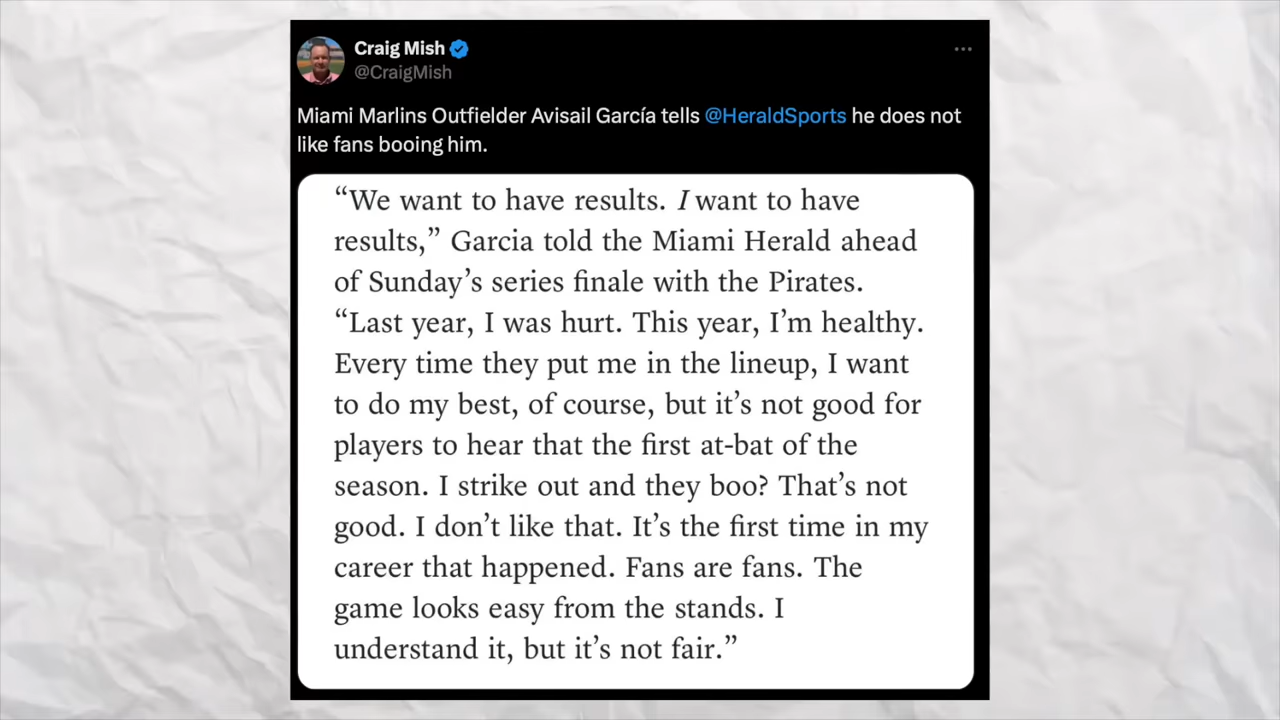 Craig Mish
@CraigMish
Miami Marlins Outfielder Avisail García tells @HeraldSports he does not
like fans booing him.
“We want to have results. I want to have
results,” Garcia told the Miami Herald ahead
of Sunday’s series finale with the Pirates.
“Last year, I was hurt. This year, I’m healthy.
Every time they put me in the lineup, I want
to do my best, of course, but it’s not good for
players to hear that the first at-bat of the
season. I strike out and they boo? That’s not
good. I don’t like that. It’s the first time in my
career that happened. Fans are fans. The
game looks easy from the stands. I
understand it, but it’s not fair.”